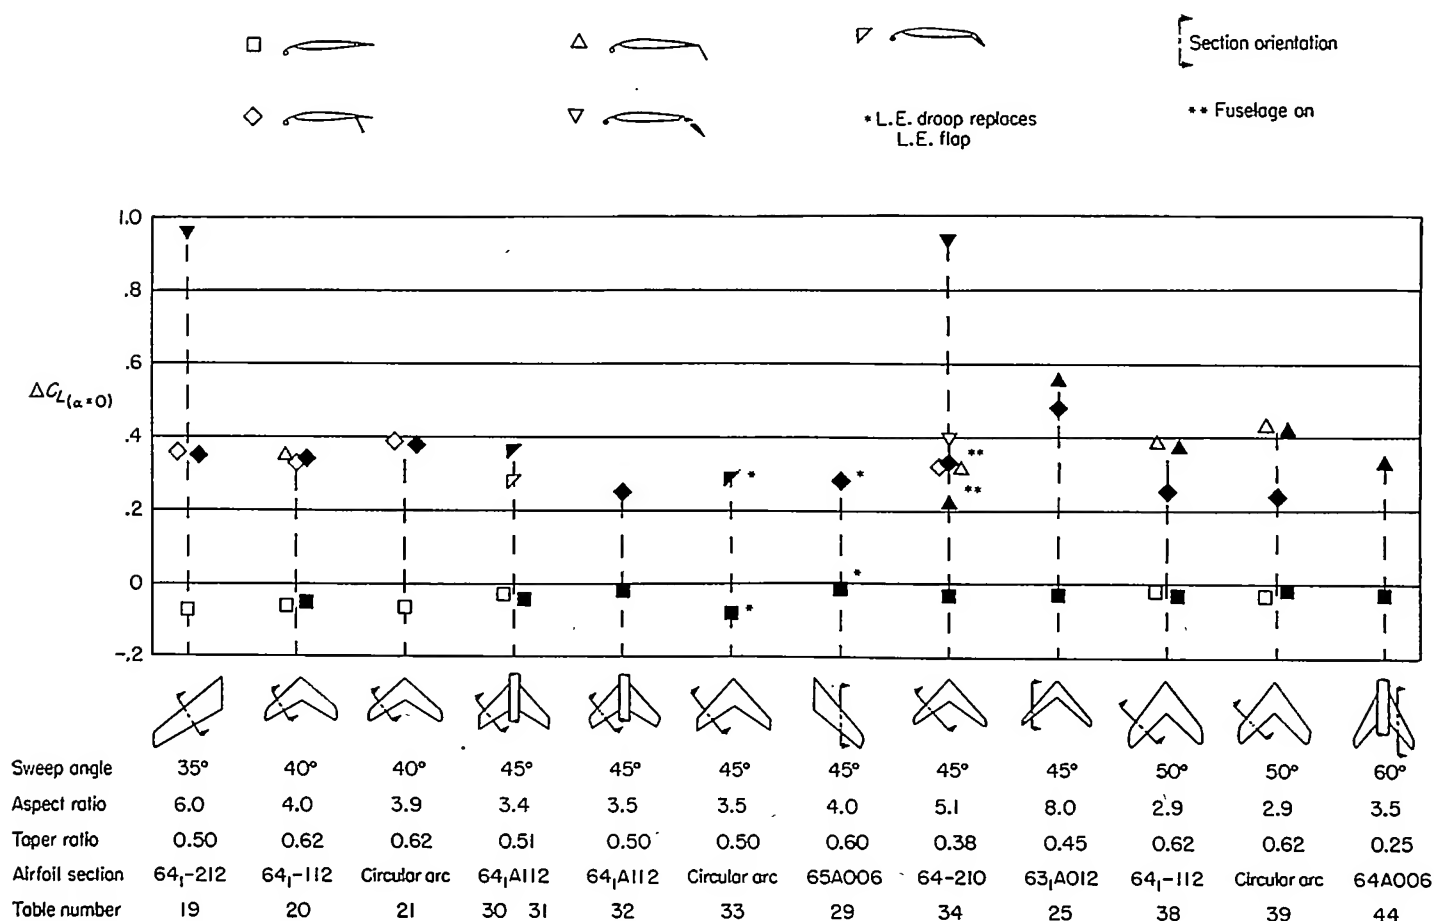 Section orientation
* L.E. droop replaces
L.E. flap
** Fuselage on
1.0
.8
.6
.4
.2
0
-.2
ΔC_L(α=0)
**
*
*
**
*
*
Sweep angle 35° 40° 40° 45° 45° 45° 45° 45° 45° 50° 50° 60°
Aspect ratio 6.0 4.0 3.9 3.4 3.5 3.5 4.0 5.1 8.0 2.9 2.9 3.5
Taper ratio 0.50 0.62 0.62 0.51 0.50 0.50 0.60 0.38 0.45 0.62 0.62 0.25
Airfoil section 64₁-212 64₁-112 Circular arc 64₁A112 64₁A112 Circular arc 65A006 64-210 63₁A012 64₁-112 Circular arc 64A006
Table number 19 20 21 30 31 32 33 29 34 25 38 39 44